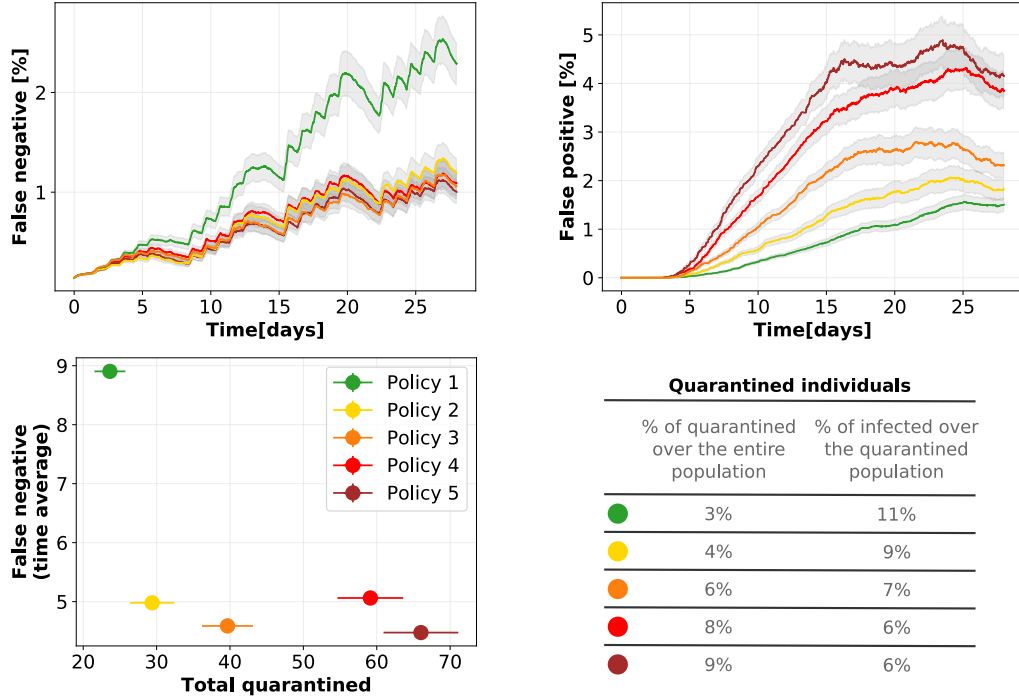 False negative [%]
2
1
0
5
10
15
20
25
Time[days]
False positive [%]
5
4
3
2
1
0
0
5
10
15
20
25
Time[days]
False negative
(time average)
9
8
7
6
5
20
30
40
50
60
70
Total quarantined
Policy 1
Policy 2
Policy 3
Policy 4
Policy 5
Quarantined individuals
% of quarantined
over the entire
population
% of infected over
the quarantined
population
3% 11%
4% 9%
6% 7%
8% 6%
9% 6%